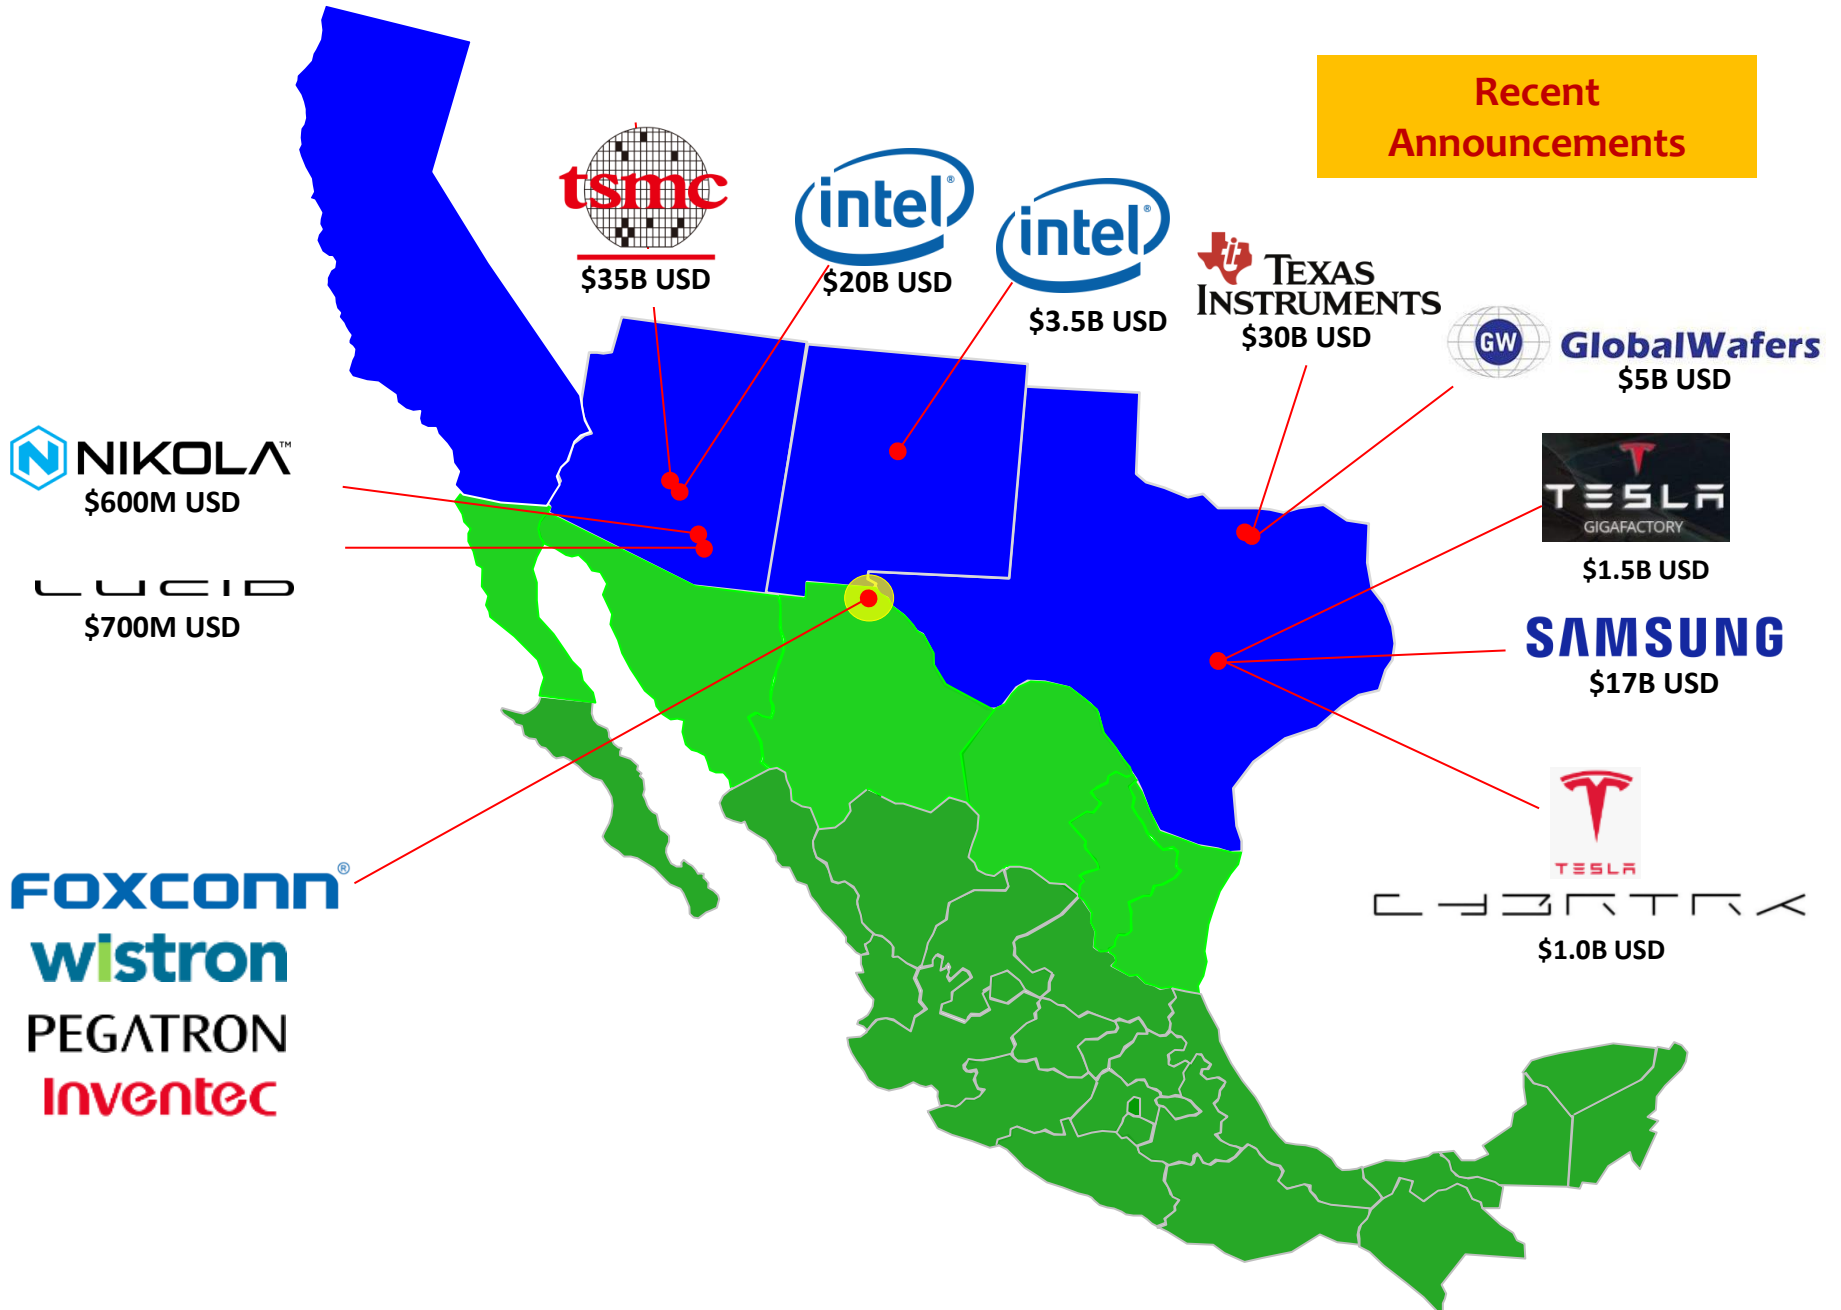 Recent
Announcements
tsmc
$35B USD
intel®
$20B USD
intel®
$3.5B USD
TEXAS
INSTRUMENTS
$30B USD
GW GlobalWafers
$5B USD
NIKOLA™
$600M USD
LUCID
$700M USD
TESLA
GIGAFACTORY
$1.5B USD
SAMSUNG
$17B USD
TESLA
CYBRTRK
$1.0B USD
FOXCONN®
wistron
PEGATRON
Inventec